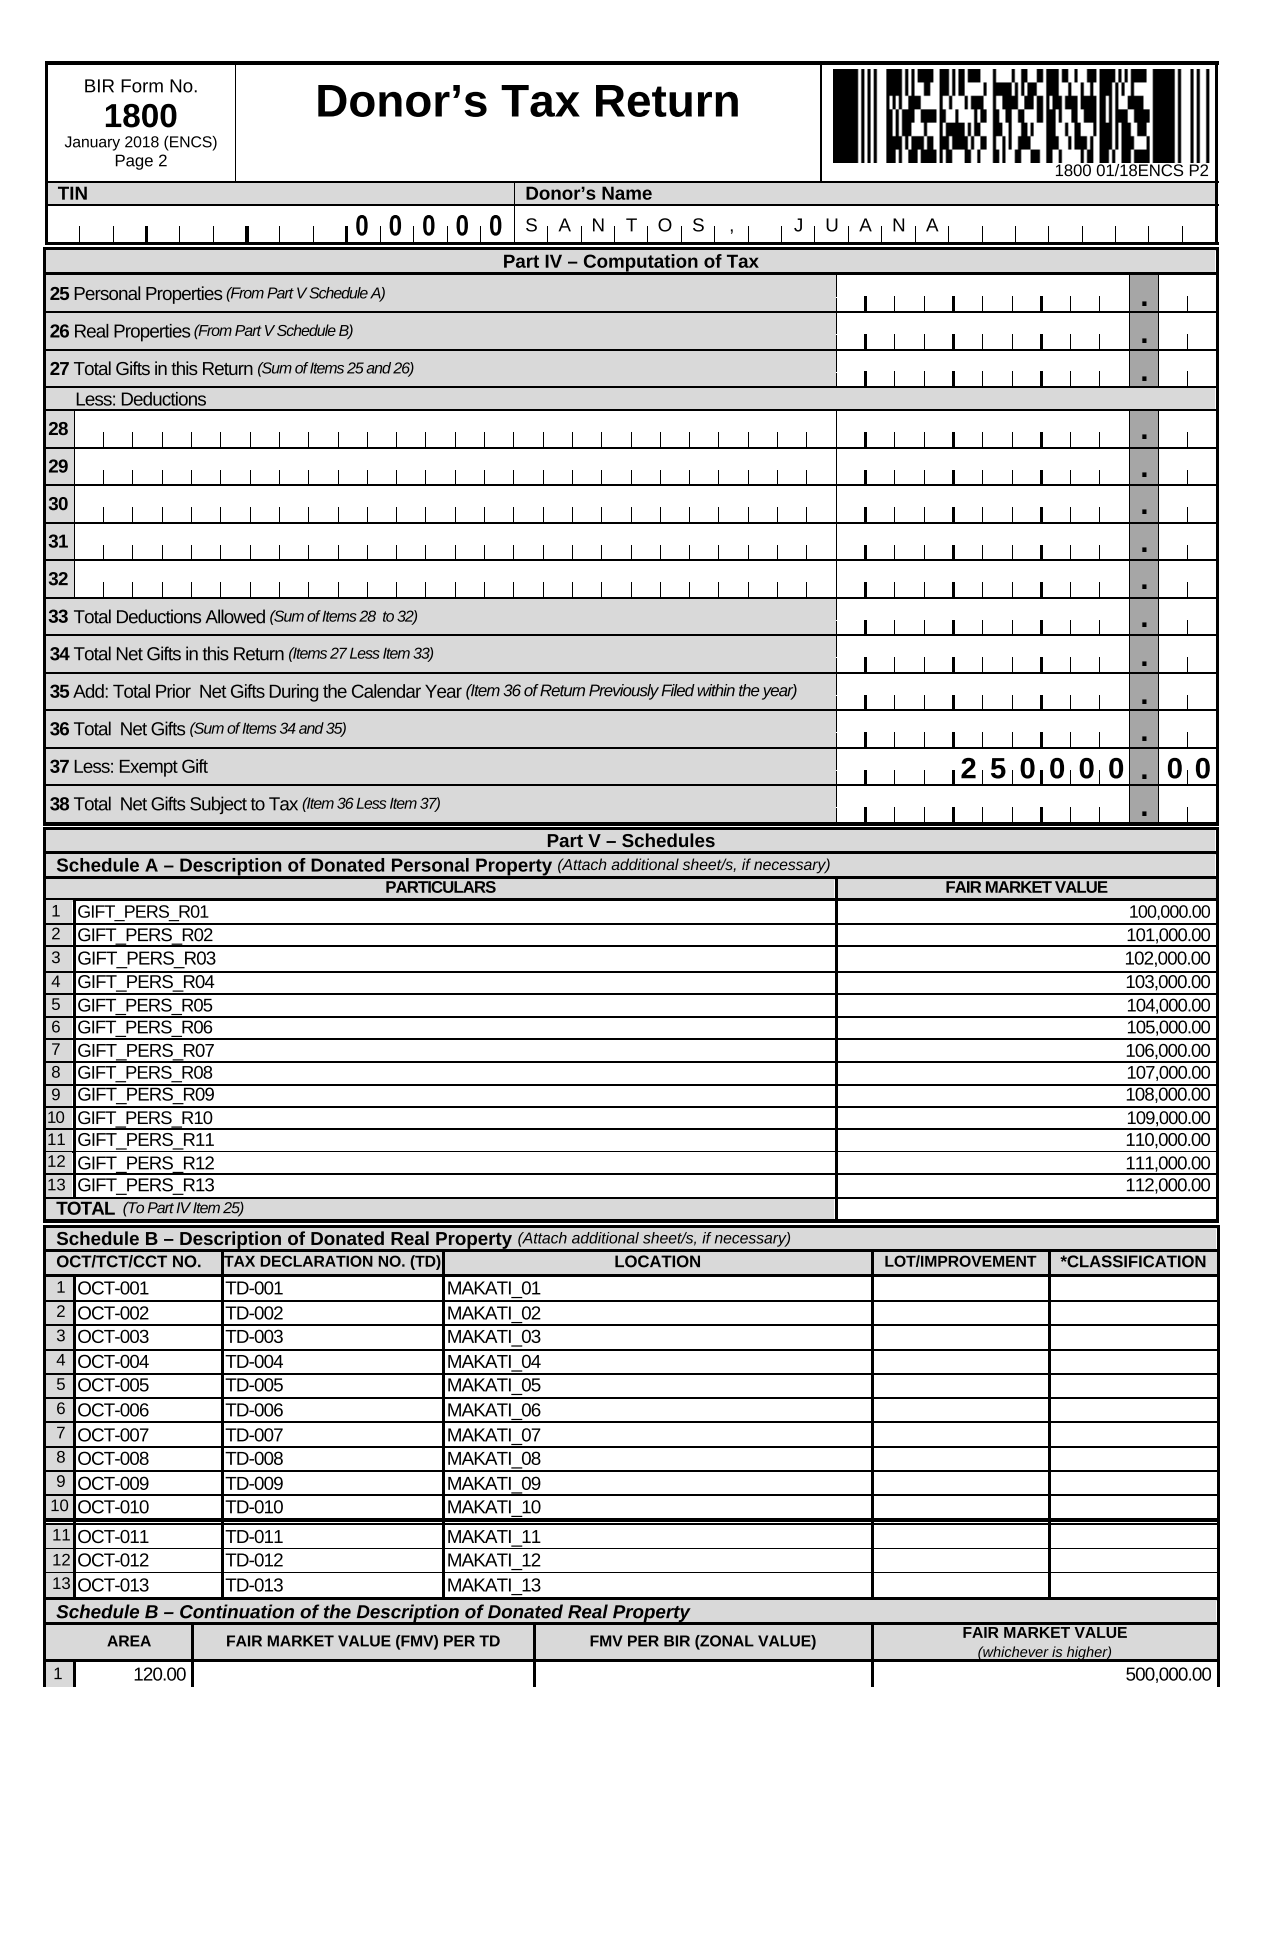 BIR Form No.
1800
January 2018 (ENCS)
Page 2
Donor’s Tax Return
1800 01/18ENCS P2
TIN Donor’s Name
0 0 0 0 0 S A N T O S , J U A N A
Part IV – Computation of Tax
25 Personal Properties (From Part V Schedule A) .
26 Real Properties (From Part V Schedule B) .
27 Total Gifts in this Return (Sum of Items 25 and 26) .
Less: Deductions
28 .
29 .
30 .
31 .
32 .
33 Total Deductions Allowed (Sum of Items 28 to 32) .
34 Total Net Gifts in this Return (Items 27 Less Item 33) .
35 Add: Total Prior Net Gifts During the Calendar Year (Item 36 of Return Previously Filed within the year) .
36 Total Net Gifts (Sum of Items 34 and 35) .
37 Less: Exempt Gift 2 5 0 0 0 0 . 0 0
38 Total Net Gifts Subject to Tax (Item 36 Less Item 37) .
Part V – Schedules
Schedule A – Description of Donated Personal Property (Attach additional sheet/s, if necessary)
PARTICULARS FAIR MARKET VALUE
1 GIFT_PERS_R01 100,000.00
2 GIFT_PERS_R02 101,000.00
3 GIFT_PERS_R03 102,000.00
4 GIFT_PERS_R04 103,000.00
5 GIFT_PERS_R05 104,000.00
6 GIFT_PERS_R06 105,000.00
7 GIFT_PERS_R07 106,000.00
8 GIFT_PERS_R08 107,000.00
9 GIFT_PERS_R09 108,000.00
10 GIFT_PERS_R10 109,000.00
11 GIFT_PERS_R11 110,000.00
12 GIFT_PERS_R12 111,000.00
13 GIFT_PERS_R13 112,000.00
TOTAL (To Part IV Item 25)
Schedule B – Description of Donated Real Property (Attach additional sheet/s, if necessary)
OCT/TCT/CCT NO. TAX DECLARATION NO. (TD) LOCATION LOT/IMPROVEMENT *CLASSIFICATION
1 OCT-001 TD-001 MAKATI_01
2 OCT-002 TD-002 MAKATI_02
3 OCT-003 TD-003 MAKATI_03
4 OCT-004 TD-004 MAKATI_04
5 OCT-005 TD-005 MAKATI_05
6 OCT-006 TD-006 MAKATI_06
7 OCT-007 TD-007 MAKATI_07
8 OCT-008 TD-008 MAKATI_08
9 OCT-009 TD-009 MAKATI_09
10 OCT-010 TD-010 MAKATI_10
11 OCT-011 TD-011 MAKATI_11
12 OCT-012 TD-012 MAKATI_12
13 OCT-013 TD-013 MAKATI_13
Schedule B – Continuation of the Description of Donated Real Property
AREA FAIR MARKET VALUE (FMV) PER TD FMV PER BIR (ZONAL VALUE) FAIR MARKET VALUE
(whichever is higher)
1 120.00 500,000.00